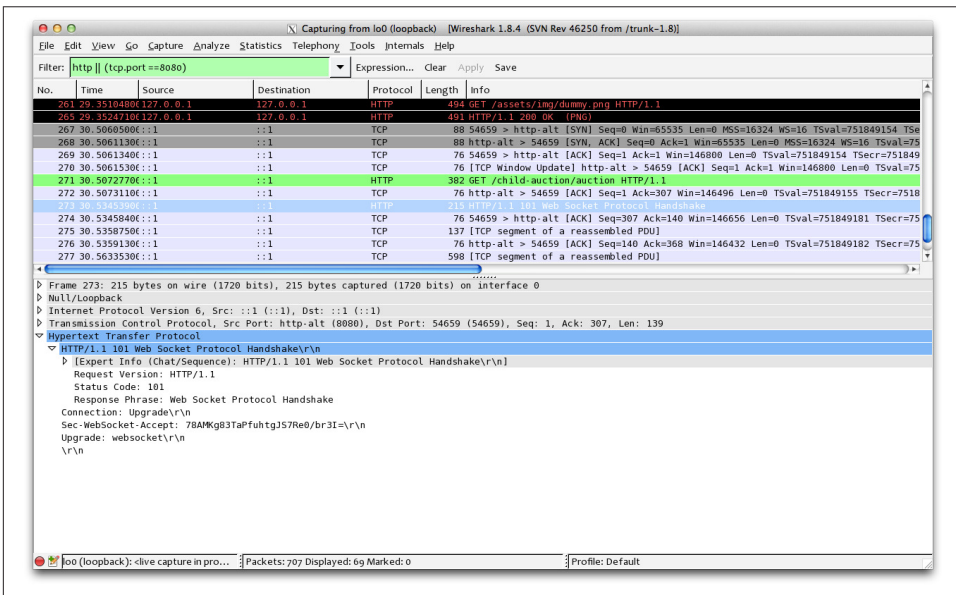 Capturing from lo0 (loopback) [Wireshark 1.8.4 (SVN Rev 46250 from /trunk-1.8)]
File Edit View Go Capture Analyze Statistics Telephony Tools Internals Help
Filter: http || (tcp.port ==8080) Expression... Clear Apply Save
No. Time Source Destination Protocol Length Info
261 29.3510480( 127.0.0.1 127.0.0.1 HTTP 494 GET /assets/img/dummy.png HTTP/1.1
265 29.3524710( 127.0.0.1 127.0.0.1 HTTP 491 HTTP/1.1 200 OK (PNG)
267 30.5060500( ::1 ::1 TCP 88 54659 > http-alt [SYN] Seq=0 Win=65535 Len=0 MSS=16324 WS=16 TSval=751849154 TSe
268 30.5061130( ::1 ::1 TCP 88 http-alt > 54659 [SYN, ACK] Seq=0 Ack=1 Win=65535 Len=0 MSS=16324 WS=16 TSval=75
269 30.5061340( ::1 ::1 TCP 76 54659 > http-alt [ACK] Seq=1 Ack=1 Win=146800 Len=0 TSval=751849154 TSecr=751849
270 30.5061530( ::1 ::1 TCP 76 [TCP Window Update] http-alt > 54659 [ACK] Seq=1 Ack=1 Win=146800 Len=0 TSval=75
271 30.5072770( ::1 ::1 HTTP 382 GET /child-auction/auction HTTP/1.1
272 30.5073110( ::1 ::1 TCP 76 http-alt > 54659 [ACK] Seq=1 Ack=307 Win=146496 Len=0 TSval=751849155 TSecr=7518
273 30.5345390( ::1 ::1 HTTP 215 HTTP/1.1 101 Web Socket Protocol Handshake
274 30.5345840( ::1 ::1 TCP 76 54659 > http-alt [ACK] Seq=307 Ack=140 Win=146656 Len=0 TSval=751849181 TSecr=75
275 30.5358750( ::1 ::1 TCP 137 [TCP segment of a reassembled PDU]
276 30.5359130( ::1 ::1 TCP 76 http-alt > 54659 [ACK] Seq=140 Ack=368 Win=146432 Len=0 TSval=751849182 TSecr=75
277 30.5633530( ::1 ::1 TCP 598 [TCP segment of a reassembled PDU]
Frame 273: 215 bytes on wire (1720 bits), 215 bytes captured (1720 bits) on interface 0
Null/Loopback
Internet Protocol Version 6, Src: ::1 (::1), Dst: ::1 (::1)
Transmission Control Protocol, Src Port: http-alt (8080), Dst Port: 54659 (54659), Seq: 1, Ack: 307, Len: 139
Hypertext Transfer Protocol
HTTP/1.1 101 Web Socket Protocol Handshake\r\n
[Expert Info (Chat/Sequence): HTTP/1.1 101 Web Socket Protocol Handshake\r\n]
Request Version: HTTP/1.1
Status Code: 101
Response Phrase: Web Socket Protocol Handshake
Connection: Upgrade\r\n
Sec-WebSocket-Accept: 78AMKg83TaPfuhtgJS7Re0/br3I=\r\n
Upgrade: websocket\r\n
\r\n
lo0 (loopback): <live capture in pro... Packets: 707 Displayed: 69 Marked: 0 Profile: Default